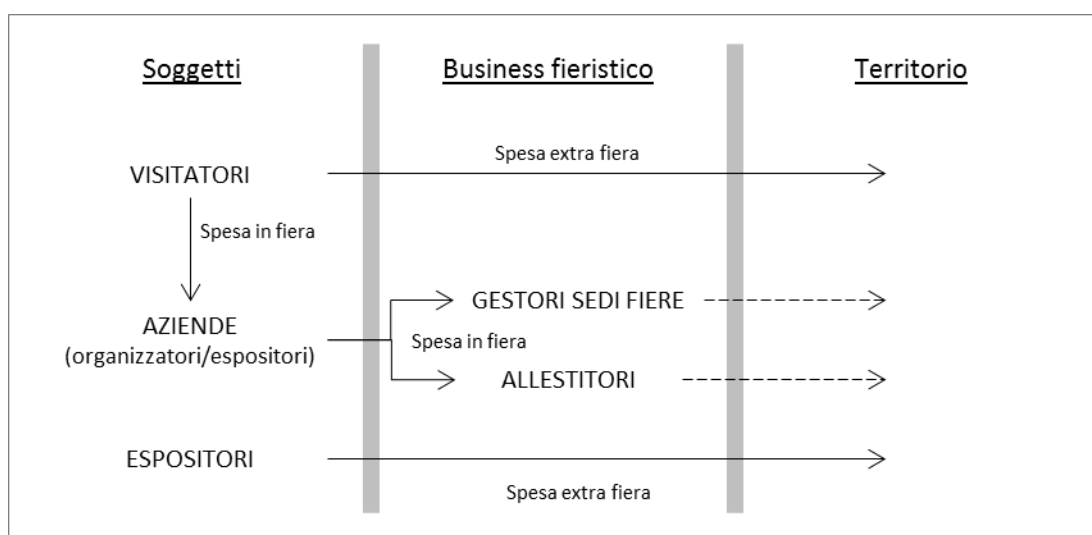 Soggetti
Business fieristico
Territorio
Spesa extra fiera
VISITATORI
Spesa in fiera
GESTORI SEDI FIERE
AZIENDE
(organizzatori/espositori)
Spesa in fiera
ALLESTITORI
ESPOSITORI
Spesa extra fiera